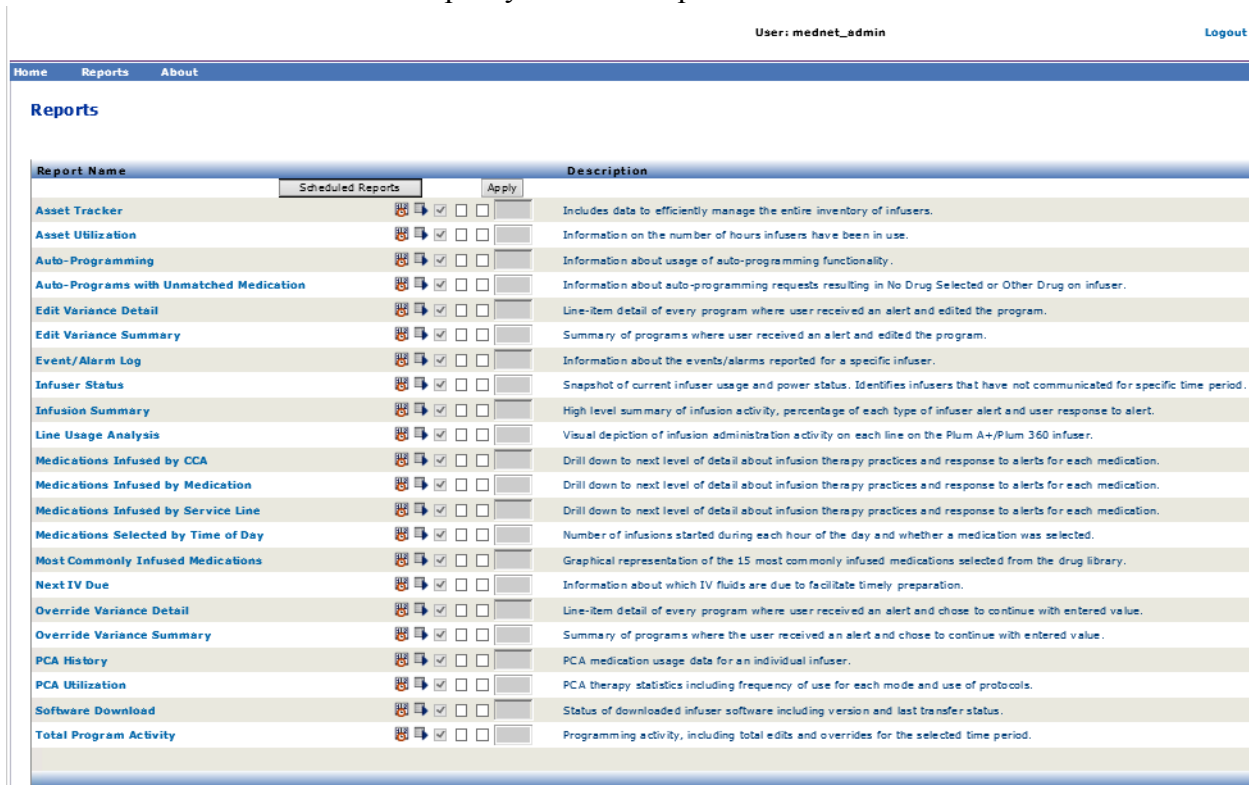 User: mednet_admin Logout
Home Reports About
Reports
Report Name Description
Scheduled Reports Apply
Asset Tracker Includes data to efficiently manage the entire inventory of infusers.
Asset Utilization Information on the number of hours infusers have been in use.
Auto-Programming Information about usage of auto-programming functionality.
Auto-Programs with Unmatched Medication Information about auto-programming requests resulting in No Drug Selected or Other Drug on infuser.
Edit Variance Detail Line-item detail of every program where user received an alert and edited the program.
Edit Variance Summary Summary of programs where user received an alert and edited the program.
Event/Alarm Log Information about the events/alarms reported for a specific infuser.
Infuser Status Snapshot of current infuser usage and power status. Identifies infusers that have not communicated for specific time period.
Infusion Summary High level summary of infusion activity, percentage of each type of infuser alert and user response to alert.
Line Usage Analysis Visual depiction of infusion administration activity on each line on the Plum A+/Plum 360 infuser.
Medications Infused by CCA Drill down to next level of detail about infusion therapy practices and response to alerts for each medication.
Medications Infused by Medication Drill down to next level of detail about infusion therapy practices and response to alerts for each medication.
Medications Infused by Service Line Drill down to next level of detail about infusion therapy practices and response to alerts for each medication.
Medications Selected by Time of Day Number of infusions started during each hour of the day and whether a medication was selected.
Most Commonly Infused Medications Graphical representation of the 15 most commonly infused medications selected from the drug library.
Next IV Due Information about which IV fluids are due to facilitate timely preparation.
Override Variance Detail Line-item detail of every program where user received an alert and chose to continue with entered value.
Override Variance Summary Summary of programs where the user received an alert and chose to continue with entered value.
PCA History PCA medication usage data for an individual infuser.
PCA Utilization PCA therapy statistics including frequency of use for each mode and use of protocols.
Software Download Status of downloaded infuser software including version and last transfer status.
Total Program Activity Programming activity, including total edits and overrides for the selected time period.